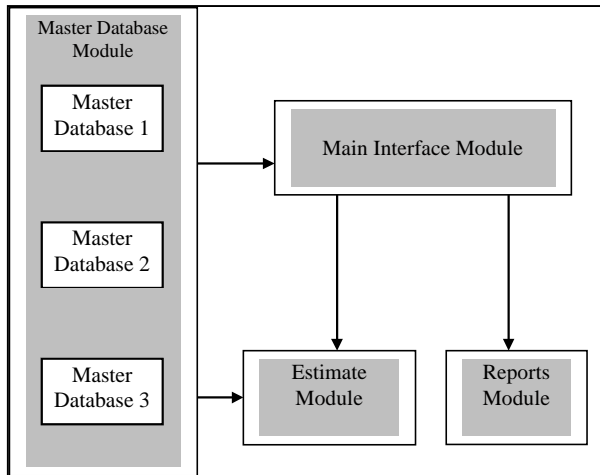 Master Database
Module
Master
Database 1
Main Interface Module
Master
Database 2
Master
Database 3
Estimate
Module
Reports
Module